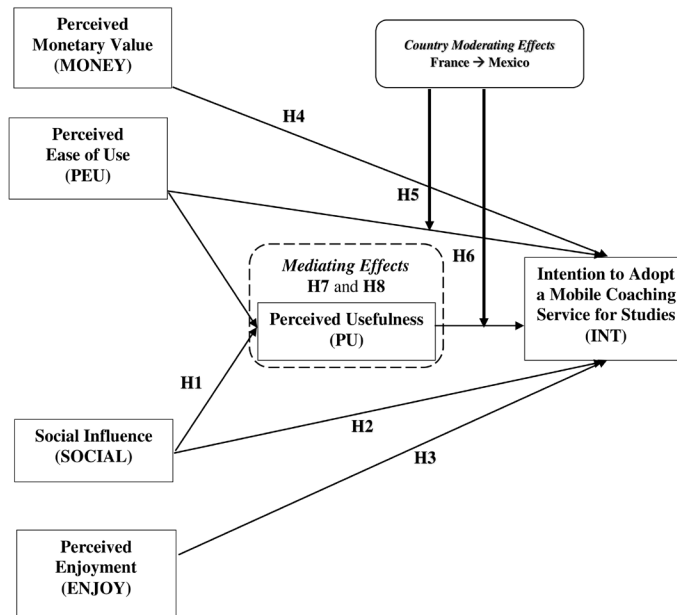 Perceived
Monetary Value
(MONEY)
Country Moderating Effects
France → Mexico
H4
Perceived
Ease of Use
(PEU)
H5
H6
Mediating Effects
H7 and H8
Perceived Usefulness
(PU)
Intention to Adopt
a Mobile Coaching
Service for Studies
(INT)
H1
H2
Social Influence
(SOCIAL)
H3
Perceived
Enjoyment
(ENJOY)